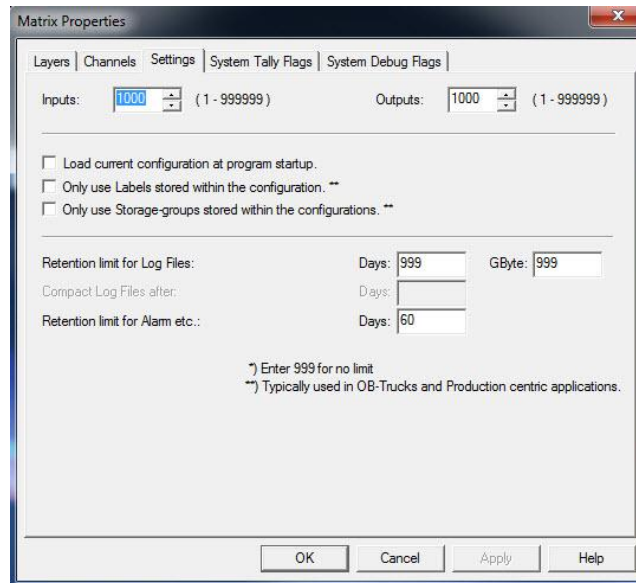 Matrix Properties
Layers Channels Settings System Tally Flags System Debug Flags
Inputs: 1000 ( 1 - 999999 ) Outputs: 1000 ( 1 - 999999 )
Load current configuration at program startup.
Only use Labels stored within the configuration. **
Only use Storage-groups stored within the configurations. **
Retention limit for Log Files: Days: 999 GByte: 999
Compact Log Files after: Days:
Retention limit for Alarm etc.: Days: 60
*) Enter 999 for no limit
**) Typically used in OB-Trucks and Production centric applications.
OK Cancel Apply Help